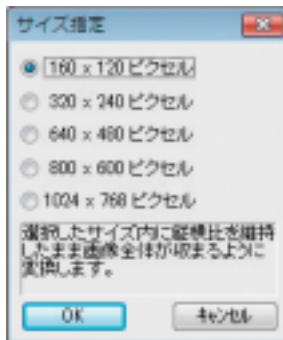 サイズ指定
160 x 120 ピクセル
320 x 240 ピクセル
640 x 480 ピクセル
800 x 600 ピクセル
1024 x 768 ピクセル
選択したサイズ内に縦横比を維持
したまま画像全体が収まるように
変換します。
OK
キャンセル